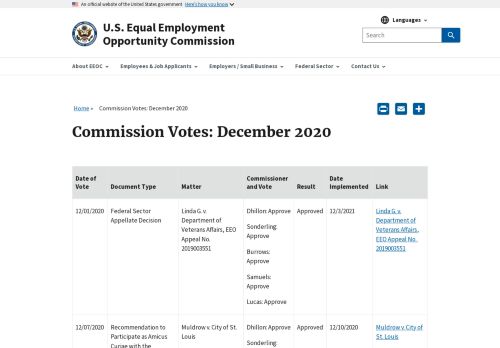 An official website of the United States government Here's how you know
U.S. Equal Employment
Opportunity Commission
Languages
Search
About EEOC
Employees & Job Applicants
Employers / Small Business
Federal Sector
Contact Us
Home » Commission Votes: December 2020
Commission Votes: December 2020
Date of Vote
Document Type
Matter
Commissioner and Vote
Result
Date Implemented
Link
12/01/2020
Federal Sector
Appellate Decision
Linda G. v.
Department of
Veterans Affairs, EEO
Appeal No.
2019003551
Dhillon: Approve
Sonderling:
Approve
Burrows:
Approve
Samuels:
Approve
Lucas: Approve
Approved
12/3/2021
Linda G. v.
Department of
Veterans Affairs,
EEO Appeal No.
2019003551
12/07/2020
Recommendation to
Participate as Amicus
Curiae with the
Muldrow v. City of St.
Louis
Dhillon: Approve
Sonderling:
Approved
12/10/2020
Muldrow v. City of
St. Louis